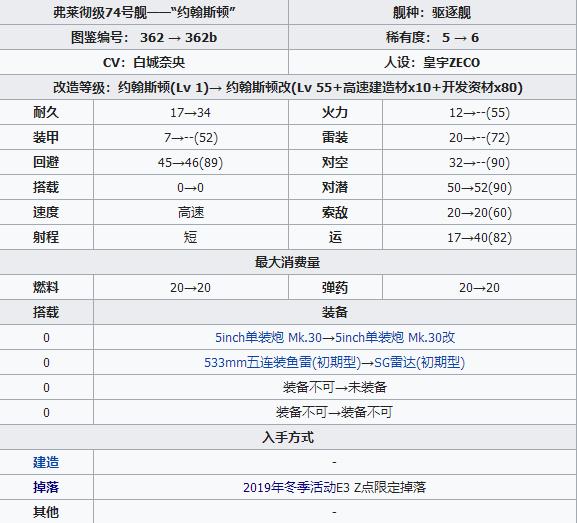 弗莱彻级74号舰——“约翰斯顿” 舰种：驱逐舰
图鉴编号： 362 → 362b 稀有度： 5 → 6
CV：白城奈央 人设：皇宇ZECO
改造等级：约翰斯顿(Lv 1)→ 约翰斯顿改(Lv 55+高速建造材x10+开发资材x80)
耐久 17→34 火力 12→--(55)
装甲 7→--(52) 雷装 20→--(72)
回避 45→46(89) 对空 32→--(90)
搭载 0→0 对潜 50→52(90)
速度 高速 索敌 20→20(60)
射程 短 运 17→40(82)
最大消费量
燃料 20→20 弹药 20→20
搭载 装备
0 5inch单装炮 Mk.30→5inch单装炮 Mk.30改
0 533mm五连装鱼雷(初期型)→SG雷达(初期型)
0 装备不可→未装备
0 装备不可→装备不可
入手方式
建造 -
掉落 2019年冬季活动E3 Z点限定掉落
其他 -